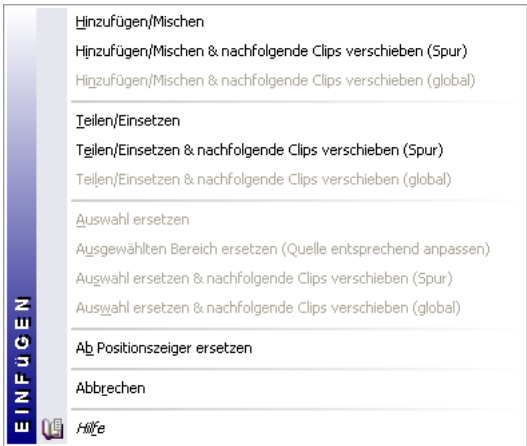 Hinzufügen/Mischen
Hinzufügen/Mischen & nachfolgende Clips verschieben (Spur)
Hinzufügen/Mischen & nachfolgende Clips verschieben (global)
Teilen/Einsetzen
Teilen/Einsetzen & nachfolgende Clips verschieben (Spur)
Teilen/Einsetzen & nachfolgende Clips verschieben (global)
Auswahl ersetzen
Ausgewählten Bereich ersetzen (Quelle entsprechend anpassen)
Auswahl ersetzen & nachfolgende Clips verschieben (Spur)
Auswahl ersetzen & nachfolgende Clips verschieben (global)
Ab Positionszeiger ersetzen
Abbrechen
Hilfe
EINFüGEN